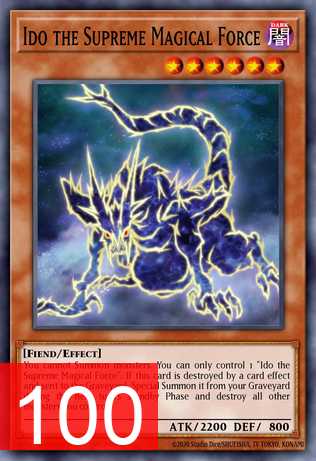 IDO THE SUPREME MAGICAL FORCE
DARK
闇
[FIEND/EFFECT]
You cannot Summon monsters. You can only control 1 "Ido
the Supreme Magical Force". If this card is destroyed by a card effect
and sent to the Graveyard: Special Summon it from your Graveyard
Phase and destroy all other
ATK/2200 DEF/ 800
100
©2020 Studio Dice/SHUEISHA, TV TOKYO, KONAMI